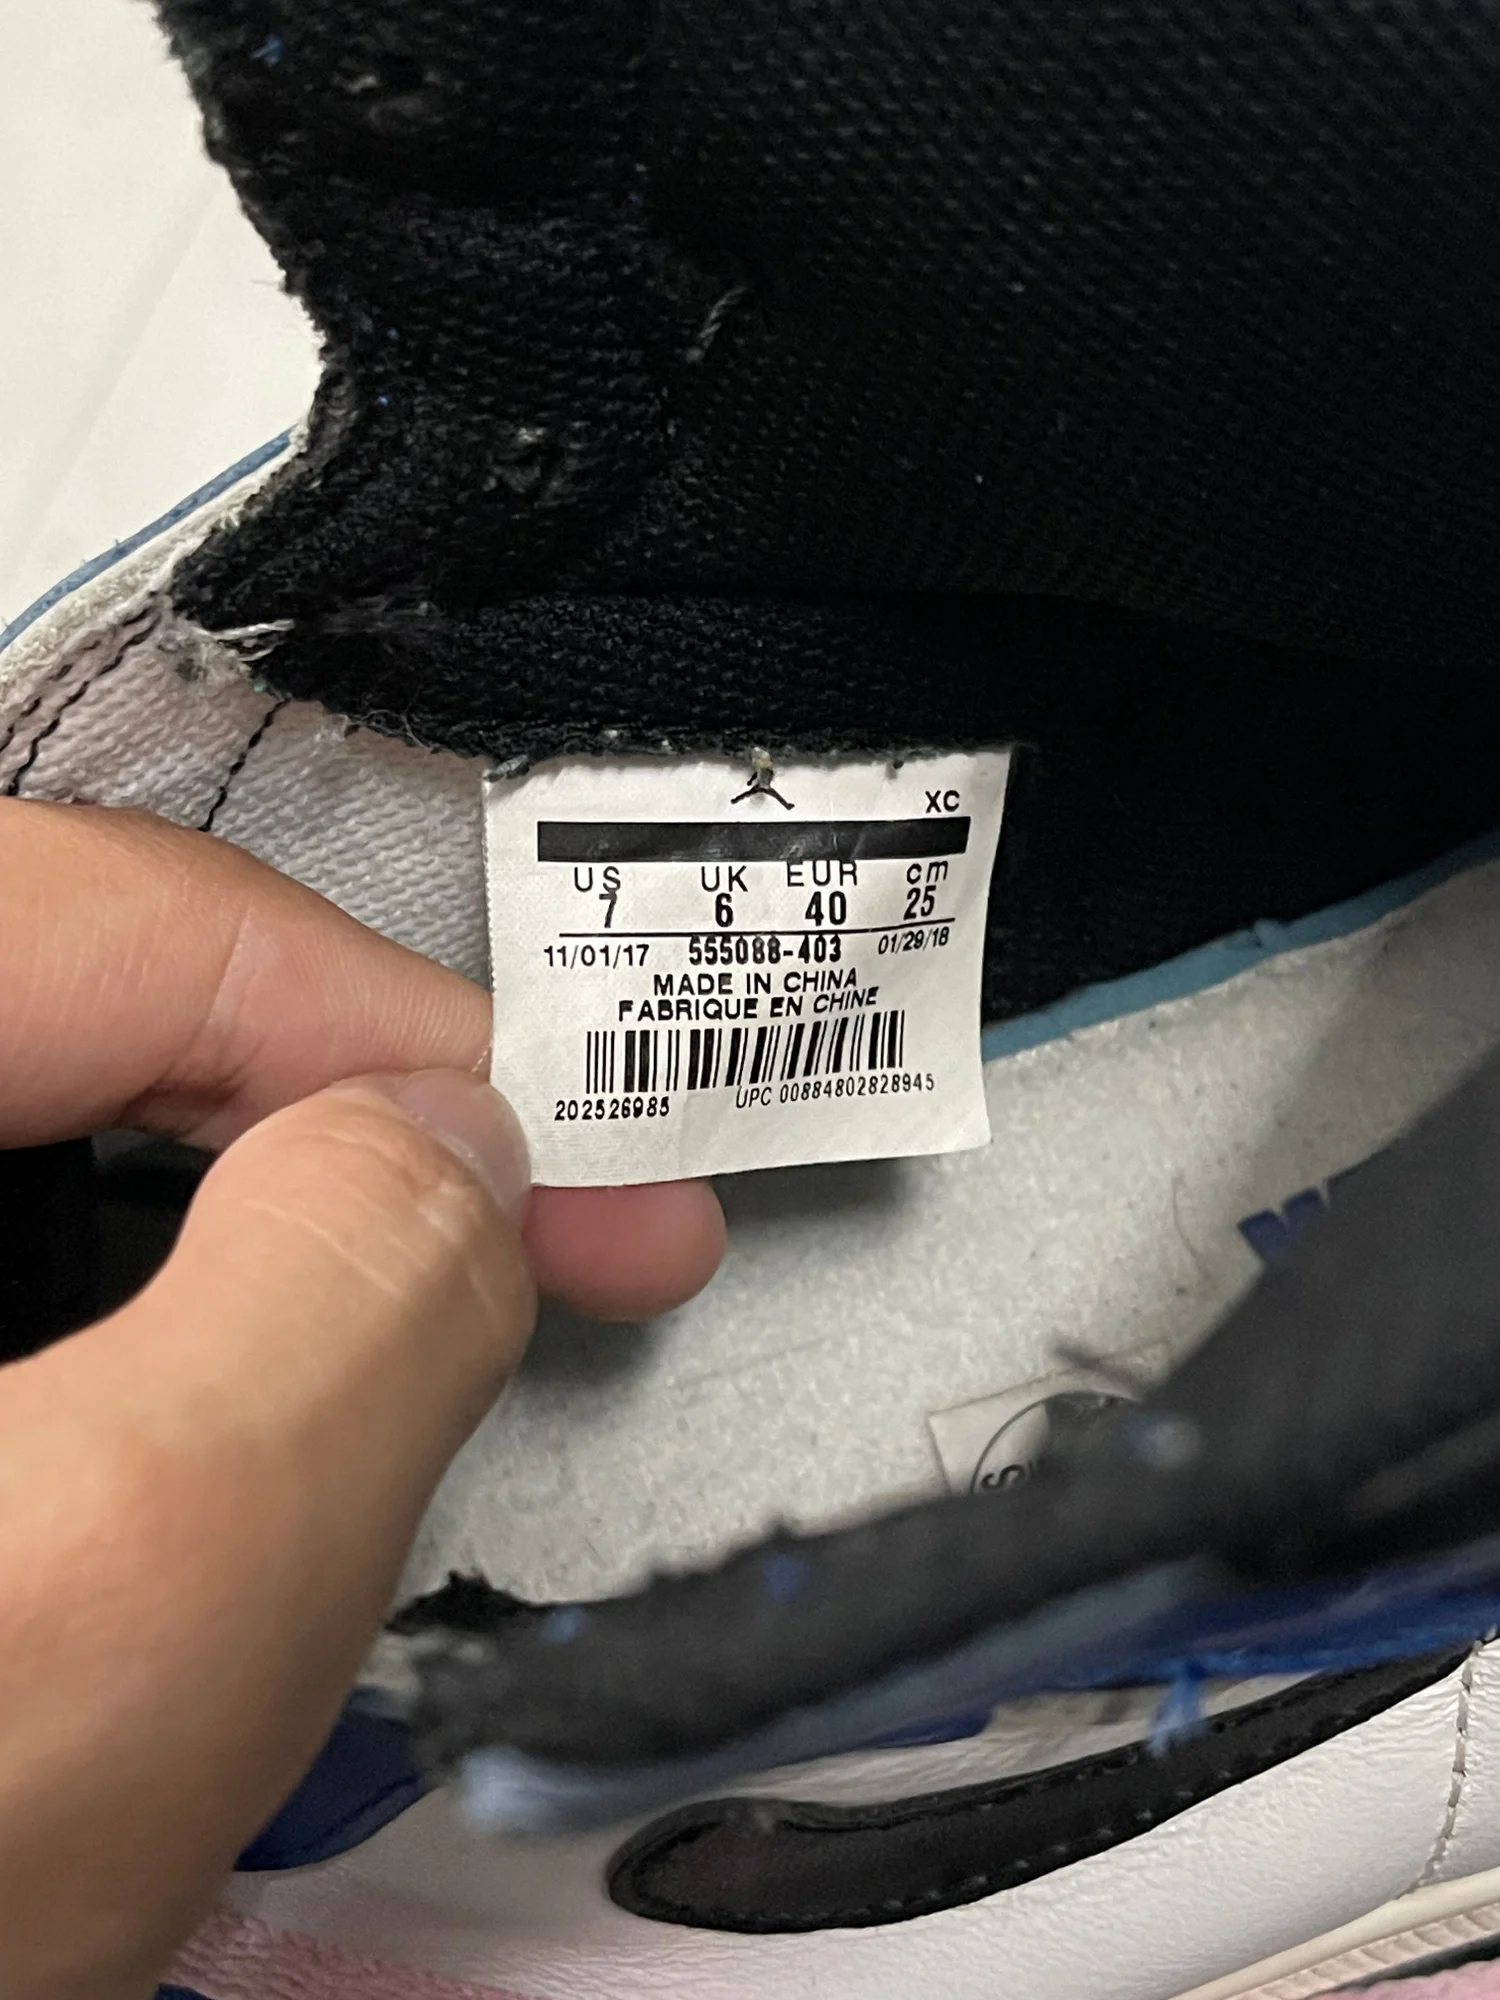 XC
US UK EUR cm
7 6 40 25
11/01/17 555088-403 01/29/18
MADE IN CHINA
FABRIQUE EN CHINE
202526985 UPC 00884802828945